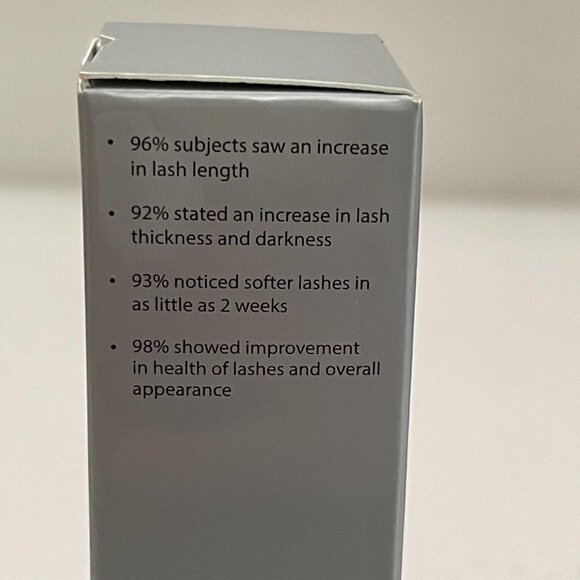 • 96% subjects saw an increase
in lash length
• 92% stated an increase in lash
thickness and darkness
• 93% noticed softer lashes in
as little as 2 weeks
• 98% showed improvement
in health of lashes and overall
appearance